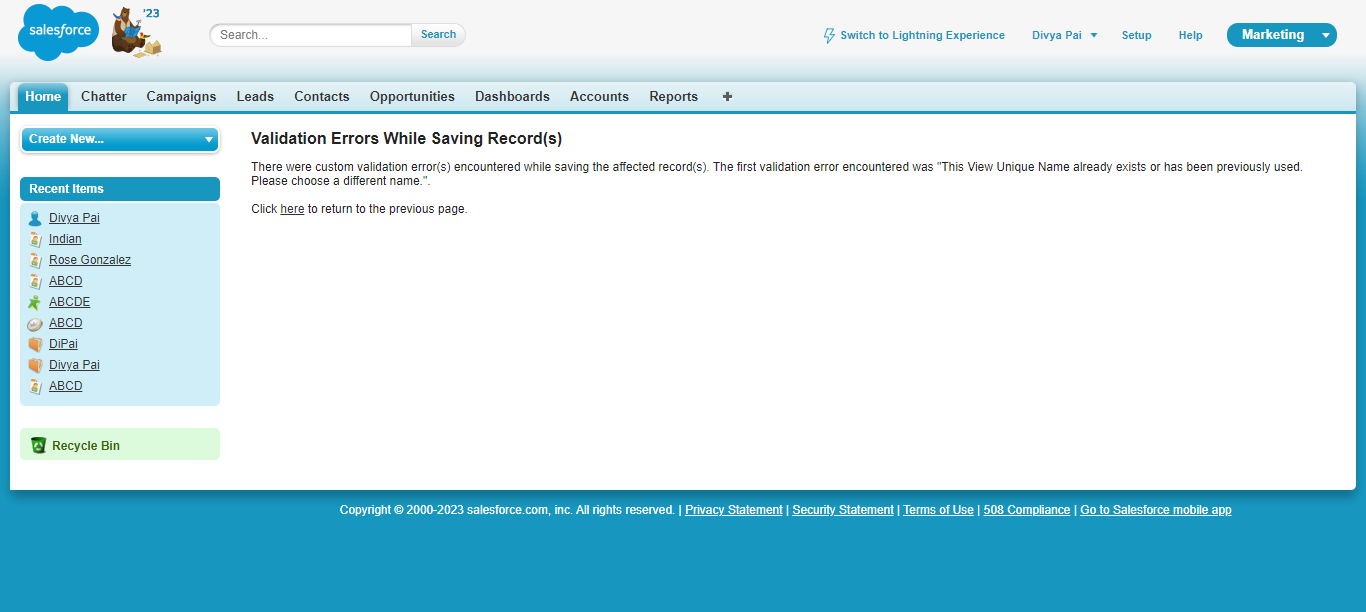 salesforce
'23
Search...
Search
Switch to Lightning Experience
Divya Pai
Setup
Help
Marketing
Home
Chatter
Campaigns
Leads
Contacts
Opportunities
Dashboards
Accounts
Reports
Create New...
Recent Items
Divya Pai
Indian
Rose Gonzalez
ABCD
ABCDE
ABCD
DiPai
Divya Pai
ABCD
Recycle Bin
Validation Errors While Saving Record(s)
There were custom validation error(s) encountered while saving the affected record(s). The first validation error encountered was "This View Unique Name already exists or has been previously used.
Please choose a different name.".
Click here to return to the previous page.
Copyright © 2000-2023 salesforce.com, inc. All rights reserved. | Privacy Statement | Security Statement | Terms of Use | 508 Compliance | Go to Salesforce mobile app